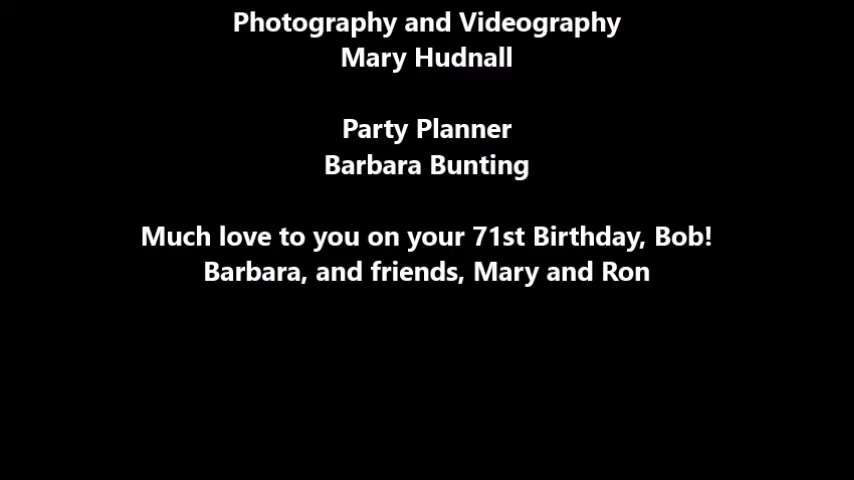 Photography and Videography
Mary Hudnall
Party Planner
Barbara Bunting
Much love to you on your 71st Birthday, Bob!
Barbara, and friends, Mary and Ron